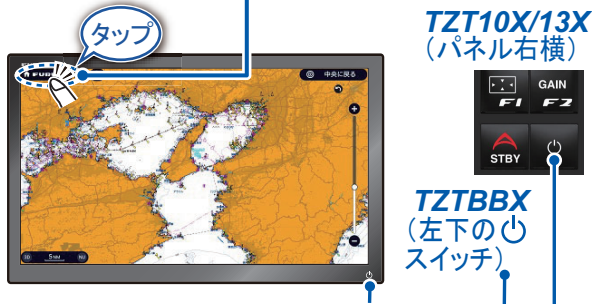 タップ
中央に戻る
TZT10X/13X
（パネル右横）
F1
GAIN
F2
STBY
TZTBBX
（左下の
スイッチ）
5NM